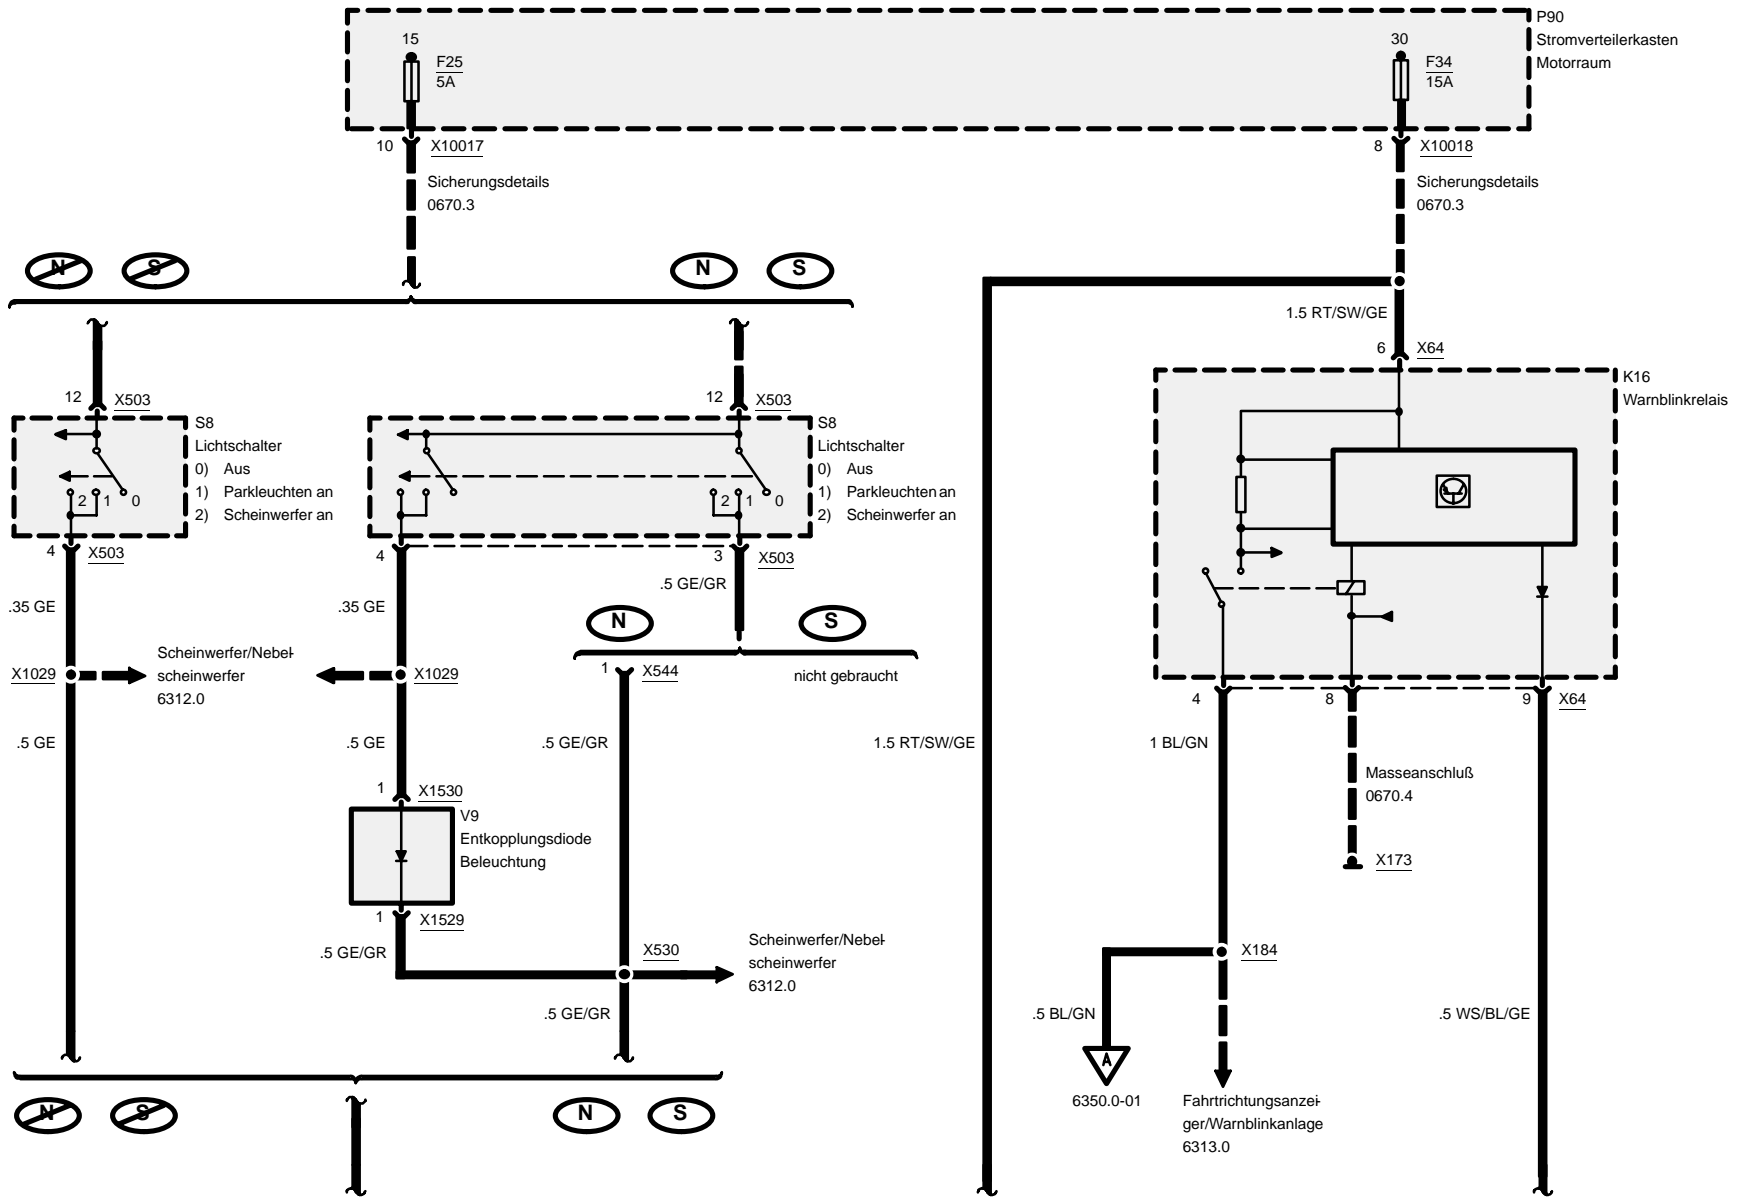 P90
Stromverteilerkasten
Motorraum
15
F25
5A
30
F34
15A
10
X10017
Sicherungsdetails
0670.3
8
X10018
Sicherungsdetails
0670.3
N
S
N
S
1.5 RT/SW/GE
6
X64
K16
Warnblinkrelais
12
X503
S8
Lichtschalter
0) Aus
1) Parkleuchten an
2) Scheinwerfer an
2
1
0
4
X503
12
X503
S8
Lichtschalter
0) Aus
1) Parkleuchten an
2) Scheinwerfer an
2
1
0
4
3
X503
.35 GE
.35 GE
.5 GE/GR
N
S
X1029
Scheinwerfer/Nebel-
scheinwerfer
6312.0
X1029
1
X544
nicht gebraucht
4
8
9
X64
.5 GE
.5 GE
.5 GE/GR
1.5 RT/SW/GE
1 BL/GN
Masseanschluß
0670.4
X173
1
X1530
V9
Entkopplungsdiode
Beleuchtung
1
X1529
.5 GE/GR
X530
Scheinwerfer/Nebel-
scheinwerfer
6312.0
X184
.5 GE/GR
.5 BL/GN
.5 WS/BL/GE
A
6350.0-01
Fahrtrichtungsanzei-
ger/Warnblinkanlage
6313.0
N
S
N
S